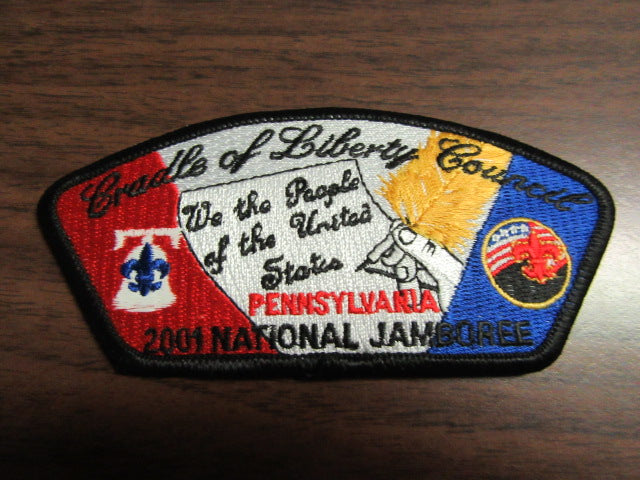 Cradle of Liberty Council
We the People
of the United
States
PENNSYLVANIA
2001 NATIONAL JAMBOREE